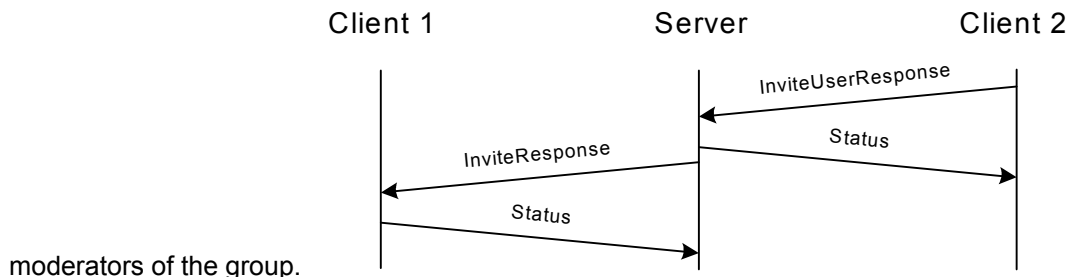 Client 1 Server Client 2
InviteUserResponse
Status
InviteResponse
Status
moderators of the group.